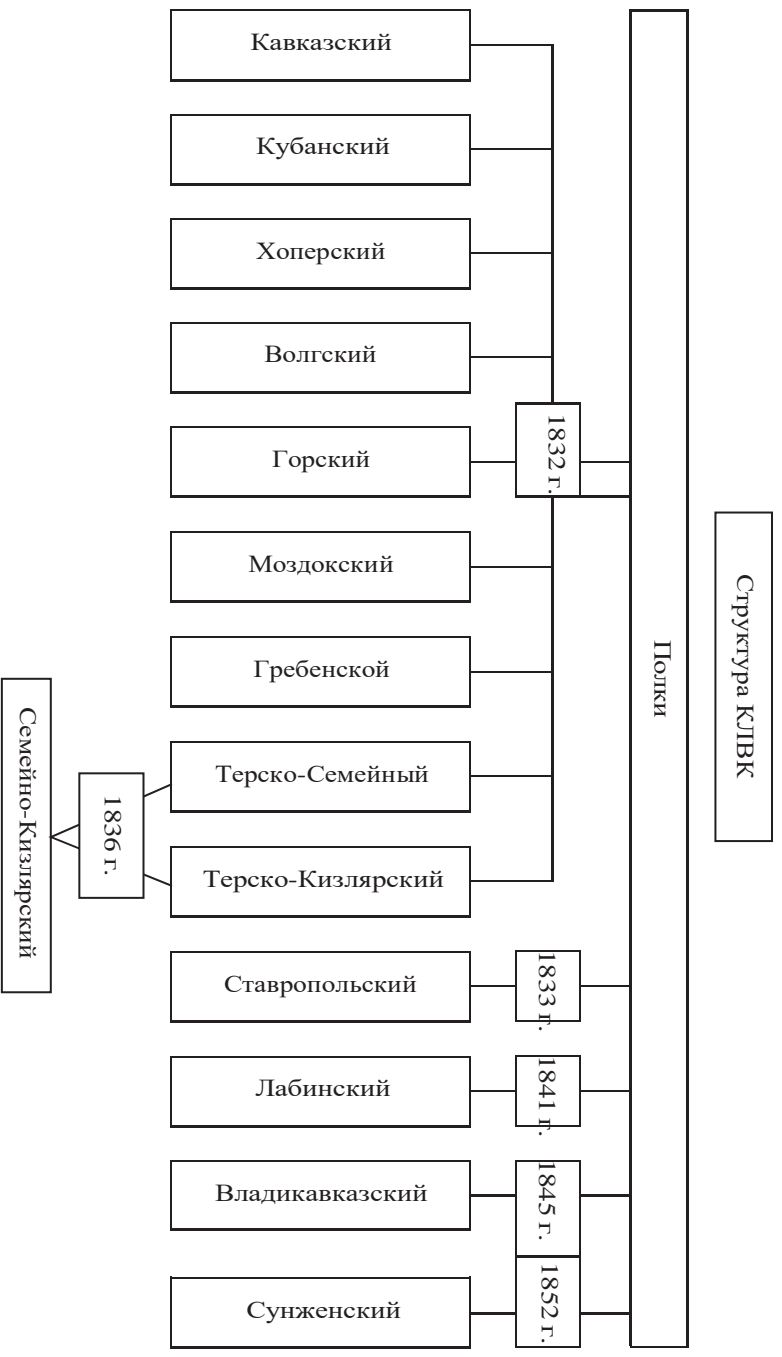 Структура КЛВК
Полки
1832 г.
Кавказский
Кубанский
Хоперский
Волгский
Горский
Моздокский
Гребенской
Терско-Семейный
Терско-Кизлярский
1836 г.
Семейно-Кизлярский
1833 г.
Ставропольский
1841 г.
Лабинский
1845 г.
Владикавказский
1852 г.
Сунженский